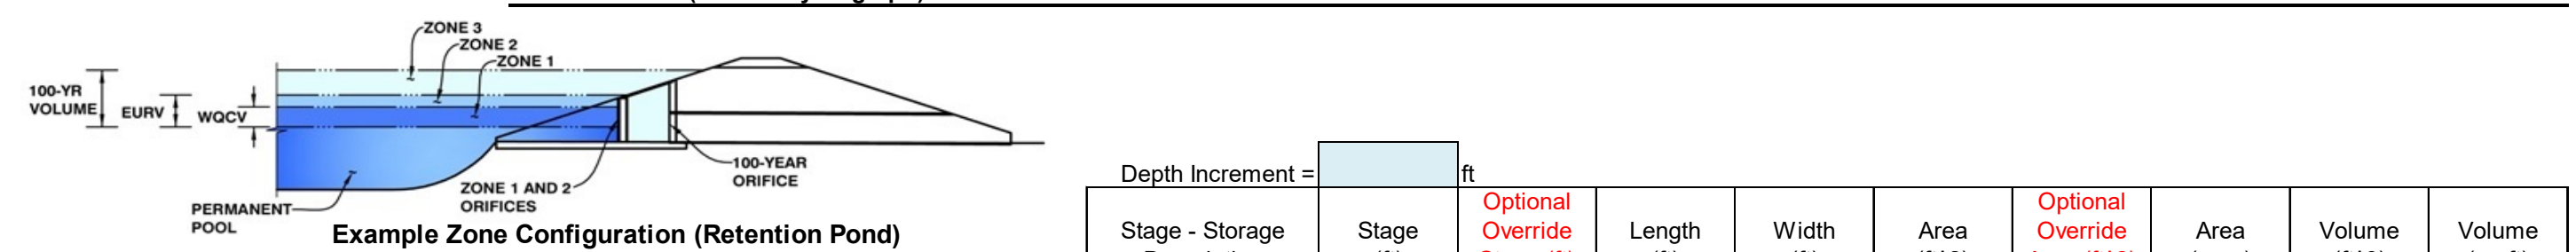 ZONE 3
ZONE 2
ZONE 1
100-YR
VOLUME
EURV
WQCV
100-YEAR
ORIFICE
ZONE 1 AND 2
ORIFICES
PERMANENT
POOL
Example Zone Configuration (Retention Pond)
Depth Increment = ft
Optional Optional
Stage - Storage Stage Override Length Width Area Override Area Volume Volume